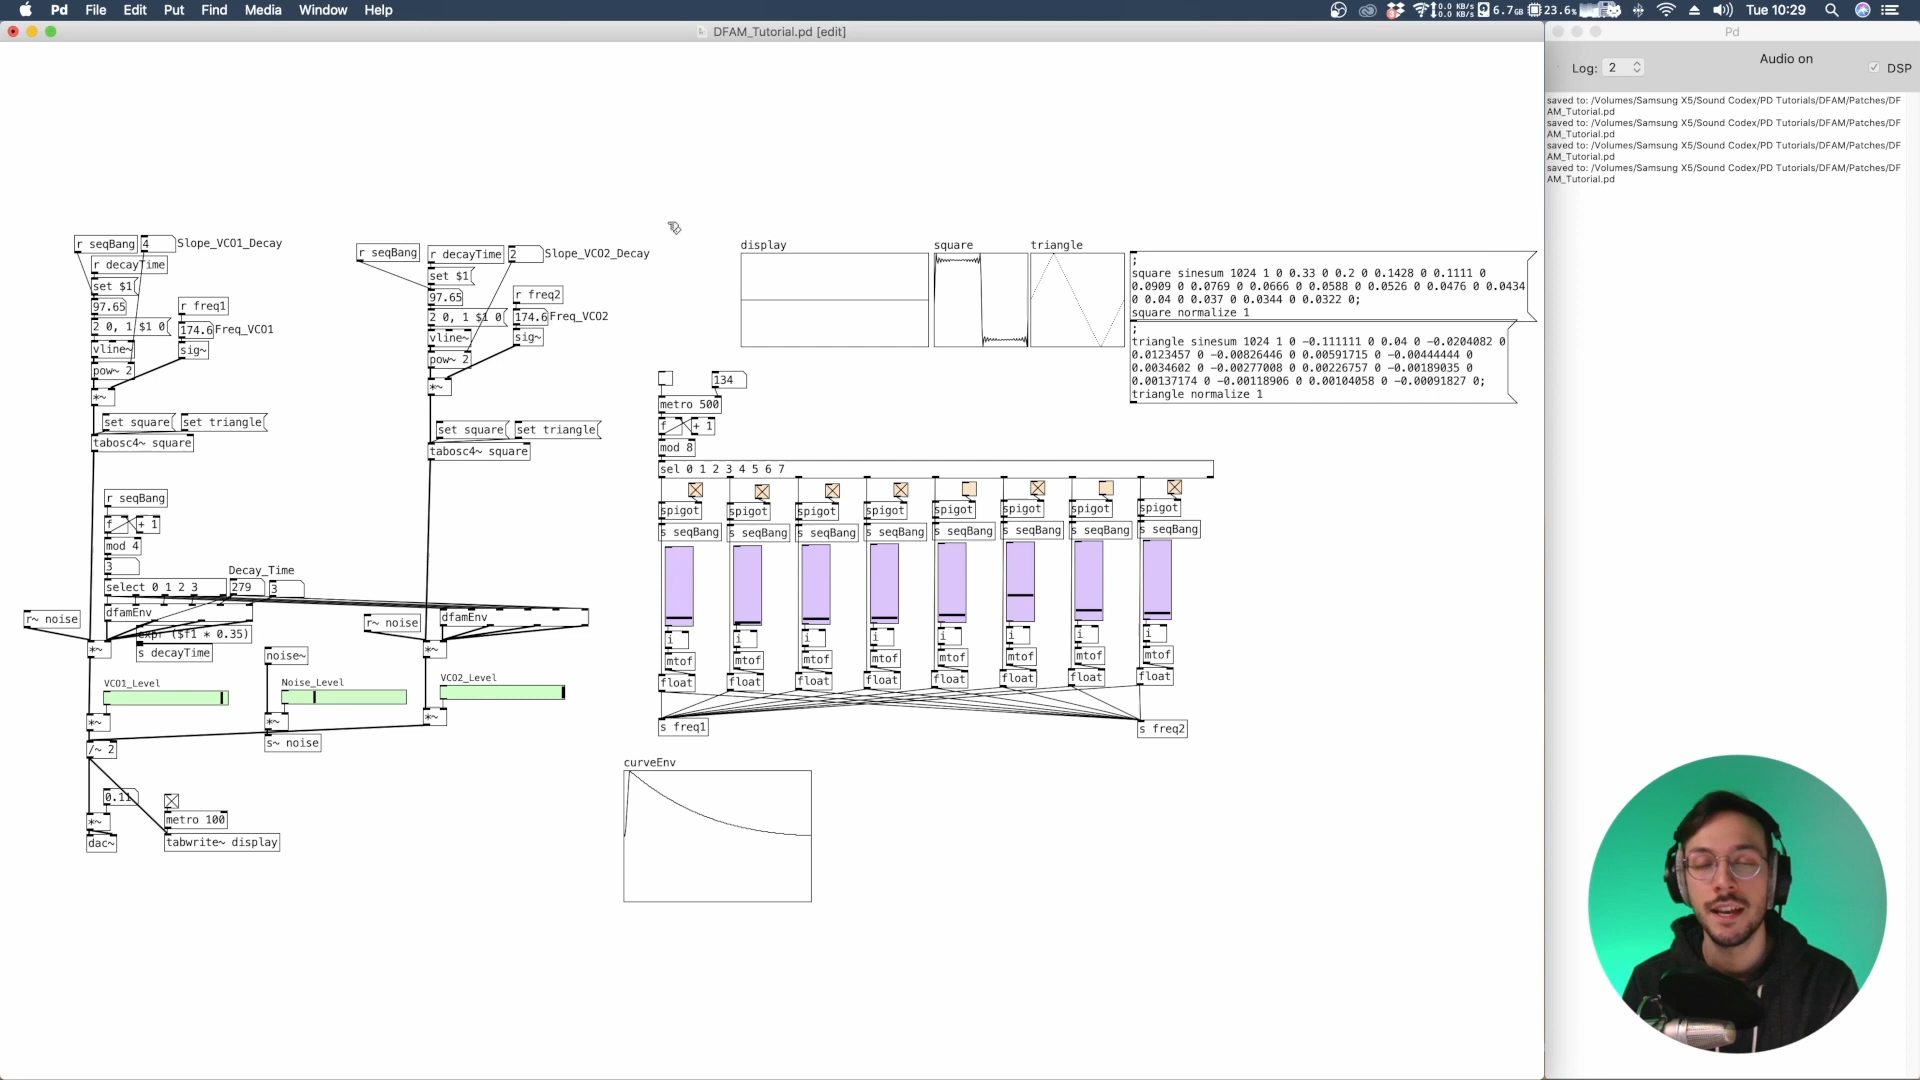 Pd File Edit Put Find Media Window Help
0.0 KB/s
0.0 KB/s
6.7GB
23.6%
Tue 10:29
DFAM_Tutorial.pd [edit]
Pd
Log: 2
Audio on
DSP
saved to: /Volumes/Samsung X5/Sound Codex/PD Tutorials/DFAM/Patches/DF
AM_Tutorial.pd
saved to: /Volumes/Samsung X5/Sound Codex/PD Tutorials/DFAM/Patches/DF
AM_Tutorial.pd
saved to: /Volumes/Samsung X5/Sound Codex/PD Tutorials/DFAM/Patches/DF
AM_Tutorial.pd
saved to: /Volumes/Samsung X5/Sound Codex/PD Tutorials/DFAM/Patches/DF
AM_Tutorial.pd
r seqBang 4 Slope_VCO1_Decay
r decayTime
set $1
97.65
2 0, 1 $1 0
vline~
pow~ 2
*~
r freq1
174.6 Freq_VCO1
sig~
set square set triangle
tabosc4~ square
r seqBang
f + 1
mod 4
3
select 0 1 2 3
Decay_Time
279 3
dfamEnv
expr ($f1 * 0.35)
s decayTime
r~ noise
*~
VCO1_Level
*~
/~ 2
0.11
*~
dac~
metro 100
tabwrite~ display
noise~
Noise_Level
*~
s~ noise
r seqBang r decayTime 2 Slope_VCO2_Decay
set $1
97.65
2 0, 1 $1 0
vline~
pow~ 2
*~
r freq2
174.6 Freq_VCO2
sig~
set square set triangle
tabosc4~ square
r~ noise
dfamEnv
*~
VCO2_Level
*~
display
square
triangle
;
square sinesum 1024 1 0 0.33 0 0.2 0 0.1428 0 0.1111 0
0.0909 0 0.0769 0 0.0666 0 0.0588 0 0.0526 0 0.0476 0 0.0434
0 0.04 0 0.037 0 0.0344 0 0.0322 0;
square normalize 1
;
triangle sinesum 1024 1 0 -0.111111 0 0.04 0 -0.0204082 0
0.0123457 0 -0.00826446 0 0.00591715 0 -0.00444444 0
0.0034602 0 -0.00277008 0 0.00226757 0 -0.00189035 0
0.00137174 0 -0.00118906 0 0.00104058 0 -0.00091827 0;
triangle normalize 1
134
metro 500
f + 1
mod 8
sel 0 1 2 3 4 5 6 7
spigot spigot spigot spigot spigot spigot spigot spigot
s seqBang s seqBang s seqBang s seqBang s seqBang s seqBang s seqBang s seqBang
i i i i i i i i
mtof mtof mtof mtof mtof mtof mtof mtof
float float float float float float float float
s freq1 s freq2
curveEnv